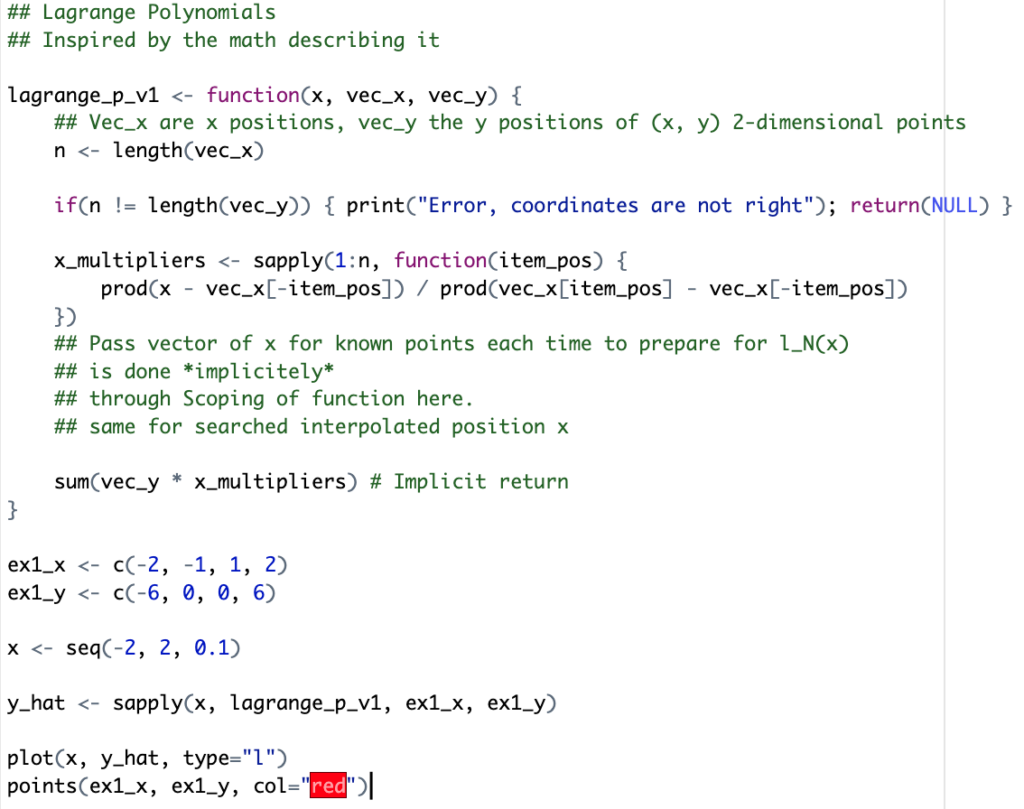 ## Lagrange Polynomials
## Inspired by the math describing it
lagrange_p_v1 <- function(x, vec_x, vec_y) {
## Vec_x are x positions, vec_y the y positions of (x, y) 2-dimensional points
n <- length(vec_x)
if(n != length(vec_y)) { print("Error, coordinates are not right"); return(NULL) }
x_multipliers <- sapply(1:n, function(item_pos) {
prod(x - vec_x[-item_pos]) / prod(vec_x[item_pos] - vec_x[-item_pos])
})
## Pass vector of x for known points each time to prepare for l_N(x)
## is done *implicitely*
## through Scoping of function here.
## same for searched interpolated position x
sum(vec_y * x_multipliers) # Implicit return
}
ex1_x <- c(-2, -1, 1, 2)
ex1_y <- c(-6, 0, 0, 6)
x <- seq(-2, 2, 0.1)
y_hat <- sapply(x, lagrange_p_v1, ex1_x, ex1_y)
plot(x, y_hat, type="l")
points(ex1_x, ex1_y, col="red")